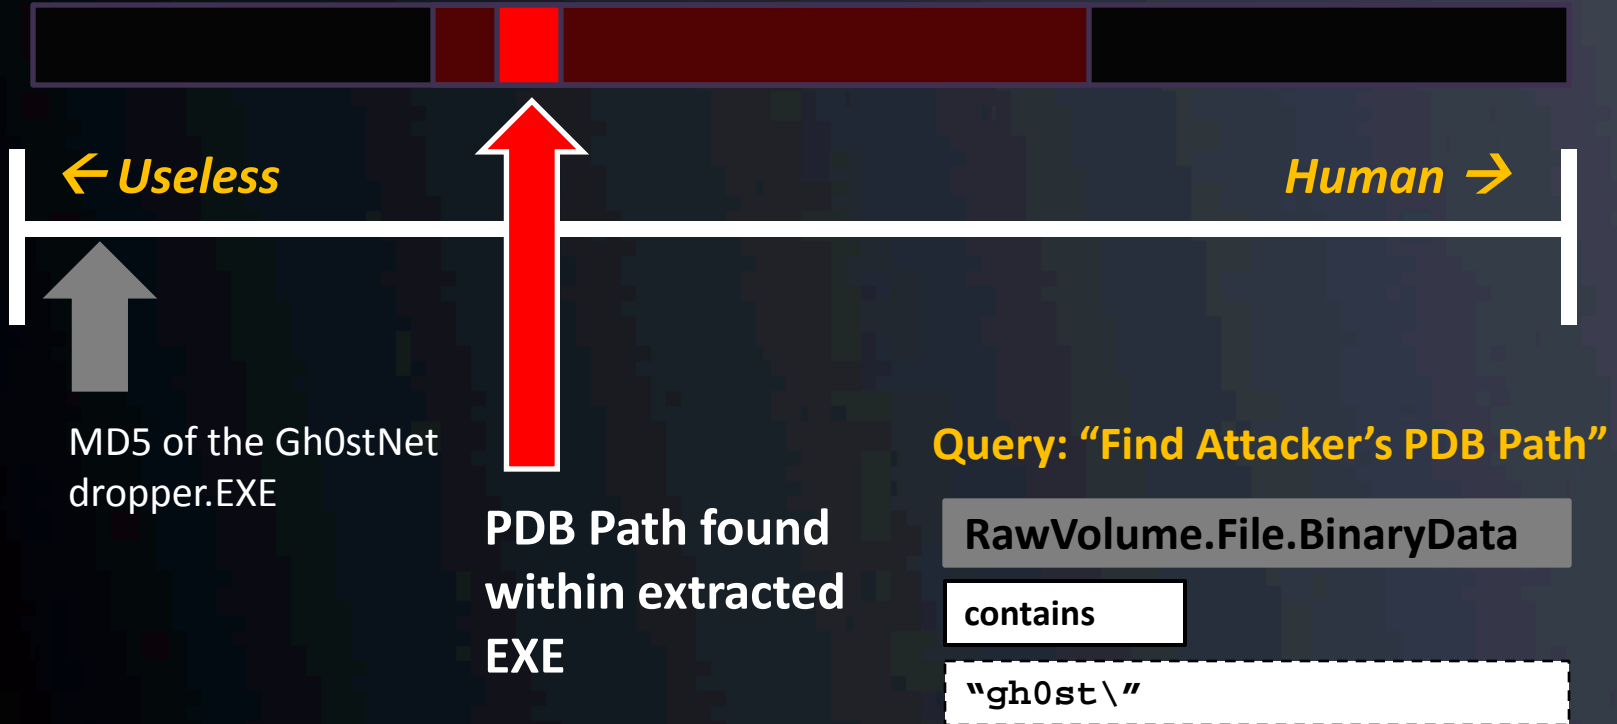 ← Useless
Human →
MD5 of the Gh0stNet
dropper.EXE
PDB Path found
within extracted
EXE
Query: “Find Attacker’s PDB Path”
RawVolume.File.BinaryData
contains
“gh0st\”